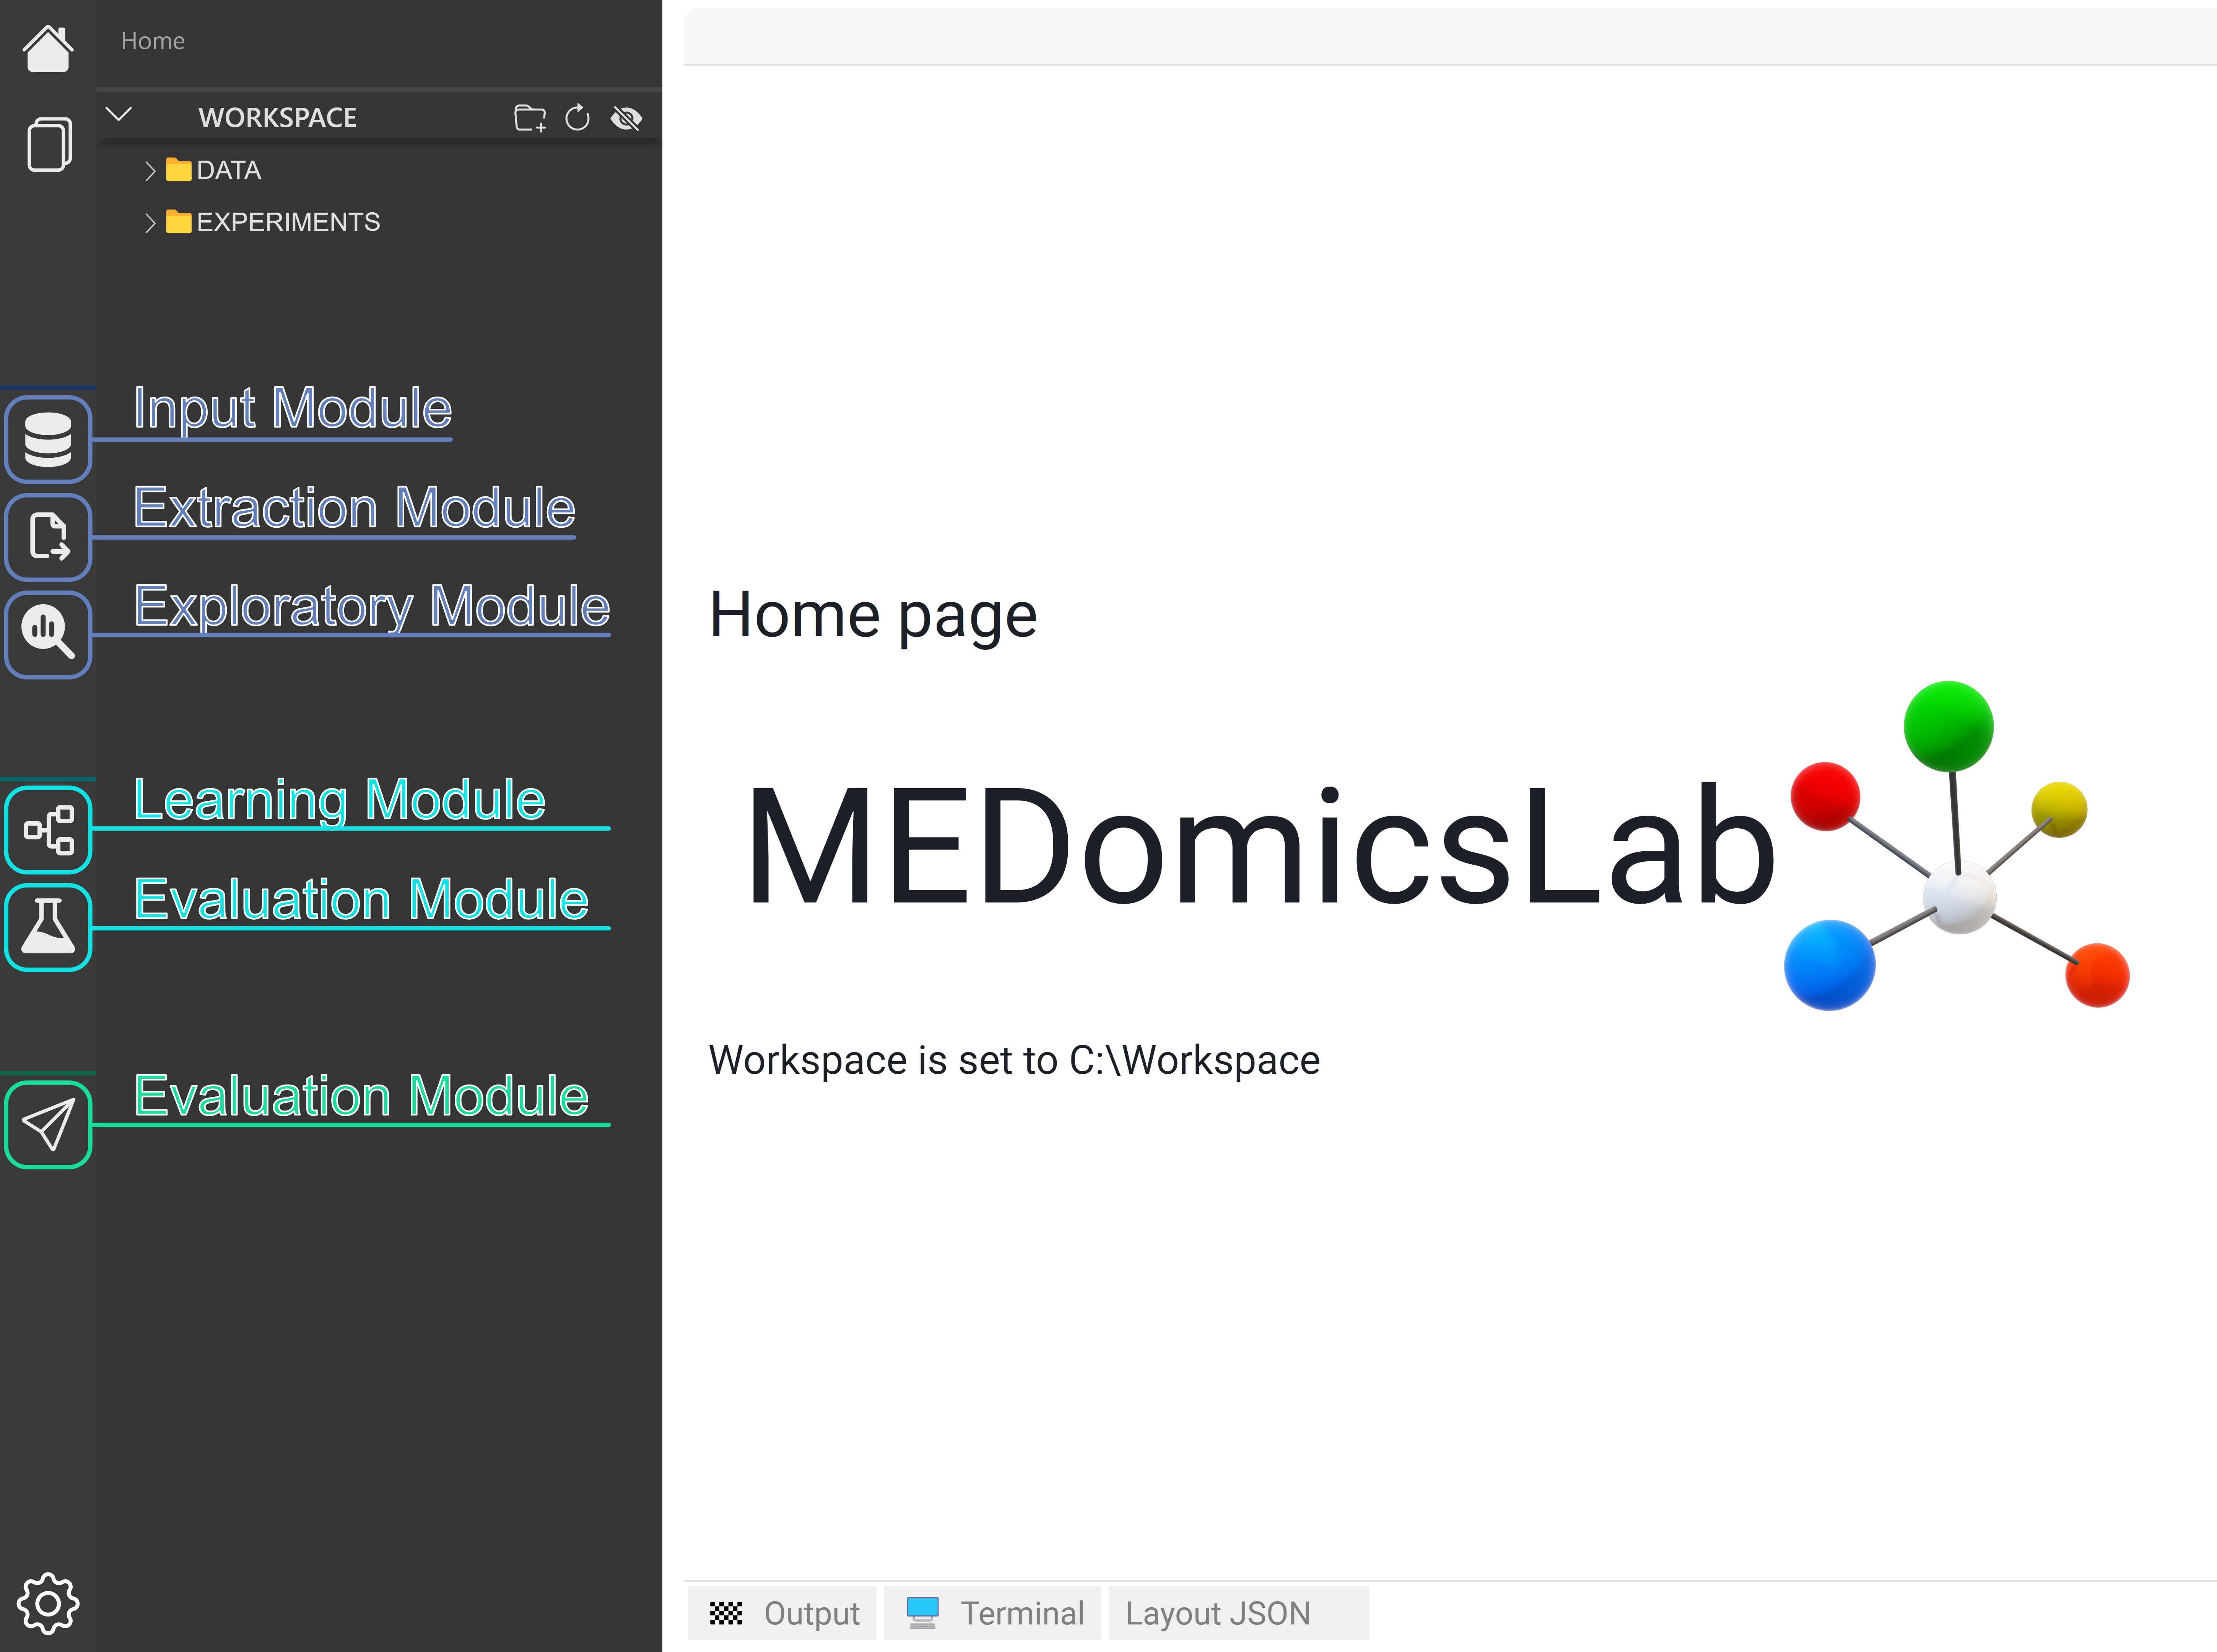 Home
WORKSPACE
DATA
EXPERIMENTS
Input Module
Extraction Module
Exploratory Module
Learning Module
Evaluation Module
Evaluation Module
Home page
MEDomicsLab
Workspace is set to C:\Workspace
Output Terminal Layout JSON